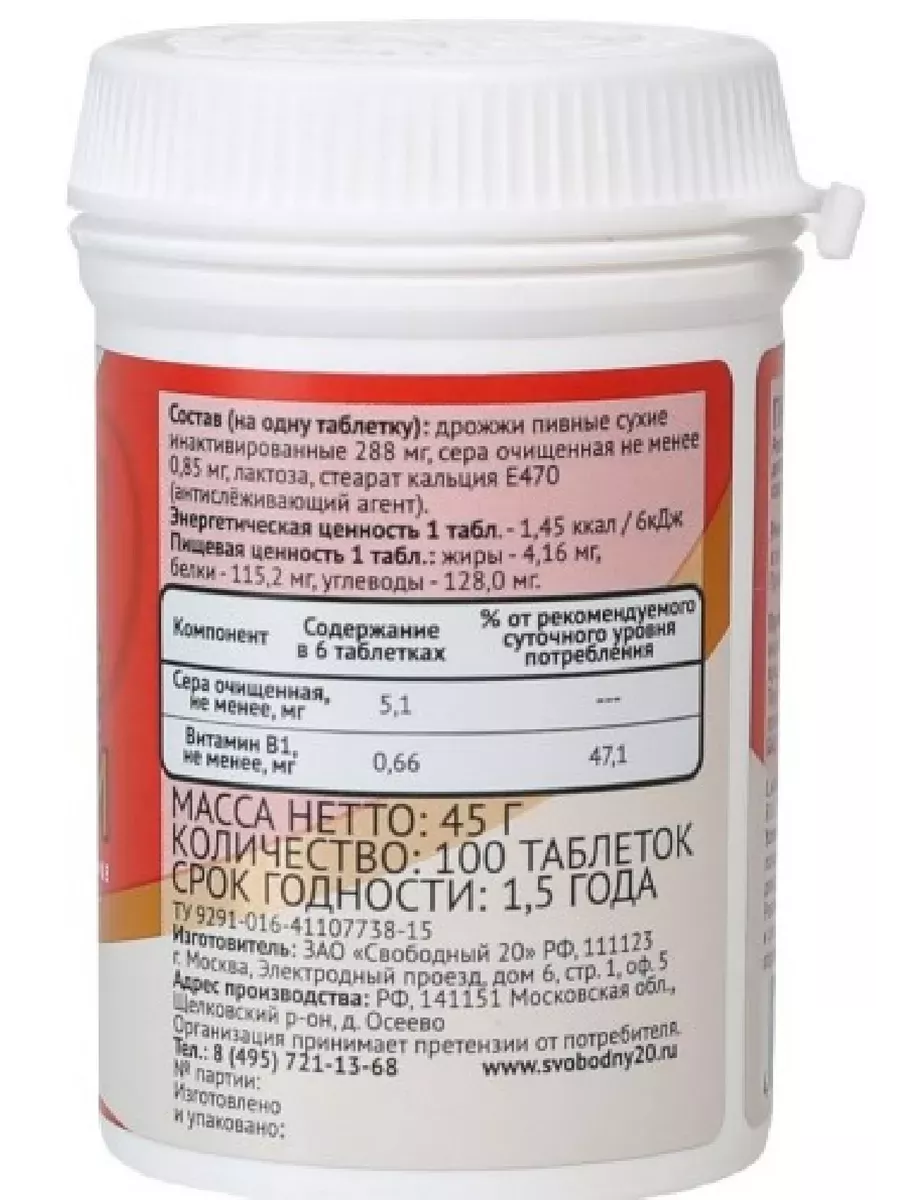 Состав (на одну таблетку): дрожжи пивные сухие
инактивированные 288 мг, сера очищенная не менее
0,85 мг, лактоза, стеарат кальция Е470
(антислёживающий агент).
Энергетическая ценность 1 табл. - 1,45 ккал / 6кДж
Пищевая ценность 1 табл.: жиры - 4,16 мг,
белки - 115,2 мг, углеводы - 128,0 мг.
Компонент
Содержание
в 6 таблетках
% от рекомендуемого
суточного уровня
потребления
Сера очищенная,
не менее, мг
5,1
---
Витамин В1,
не менее, мг
0,66
47,1
МАССА НЕТТО: 45 Г
КОЛИЧЕСТВО: 100 ТАБЛЕТОК
СРОК ГОДНОСТИ: 1,5 ГОДА
ТУ 9291-016-41107738-15
Изготовитель: ЗАО «Свободный 20» РФ, 111123
г. Москва, Электродный проезд, дом 6, стр. 1, оф. 5
Адрес производства: РФ, 141151 Московская обл.,
Щелковский р-он, д. Осеево
Организация принимает претензии от потребителя.
Тел.: 8 (495) 721-13-68
www.svobodny20.ru
№ партии:
Изготовлено
и упаковано: